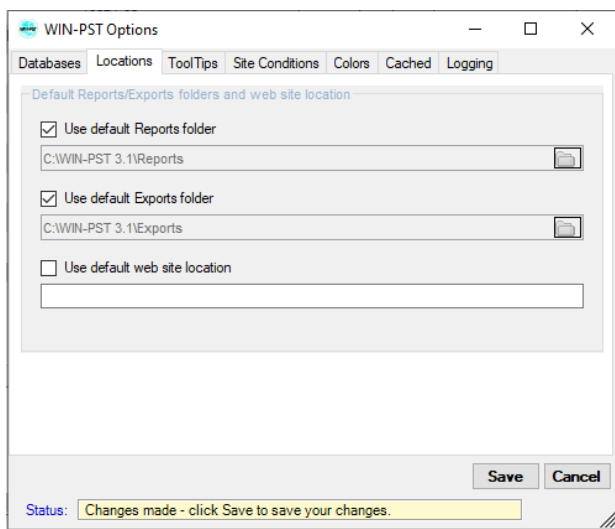 WIN-PST Options
Databases Locations ToolTips Site Conditions Colors Cached Logging
Default Reports/Exports folders and web site location
Use default Reports folder
C:\WIN-PST 3.1\Reports
Use default Exports folder
C:\WIN-PST 3.1\Exports
Use default web site location
Save Cancel
Status: Changes made - click Save to save your changes.